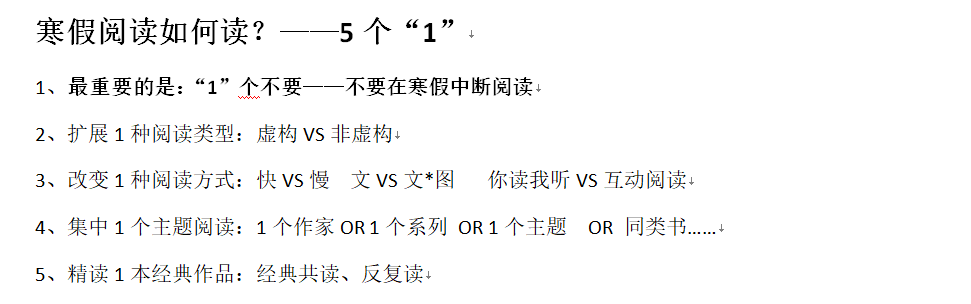 寒假阅读如何读？——5 个“1”
1、最重要的是：“1”个不要——不要在寒假中断阅读
2、扩展 1 种阅读类型：虚构 VS 非虚构
3、改变 1 种阅读方式：快 VS 慢 文 VS 文*图 你读我听 VS 互动阅读
4、集中 1 个主题阅读：1 个作家 OR 1 个系列 OR 1 个主题 OR 同类书......
5、精读 1 本经典作品：经典共读、反复读